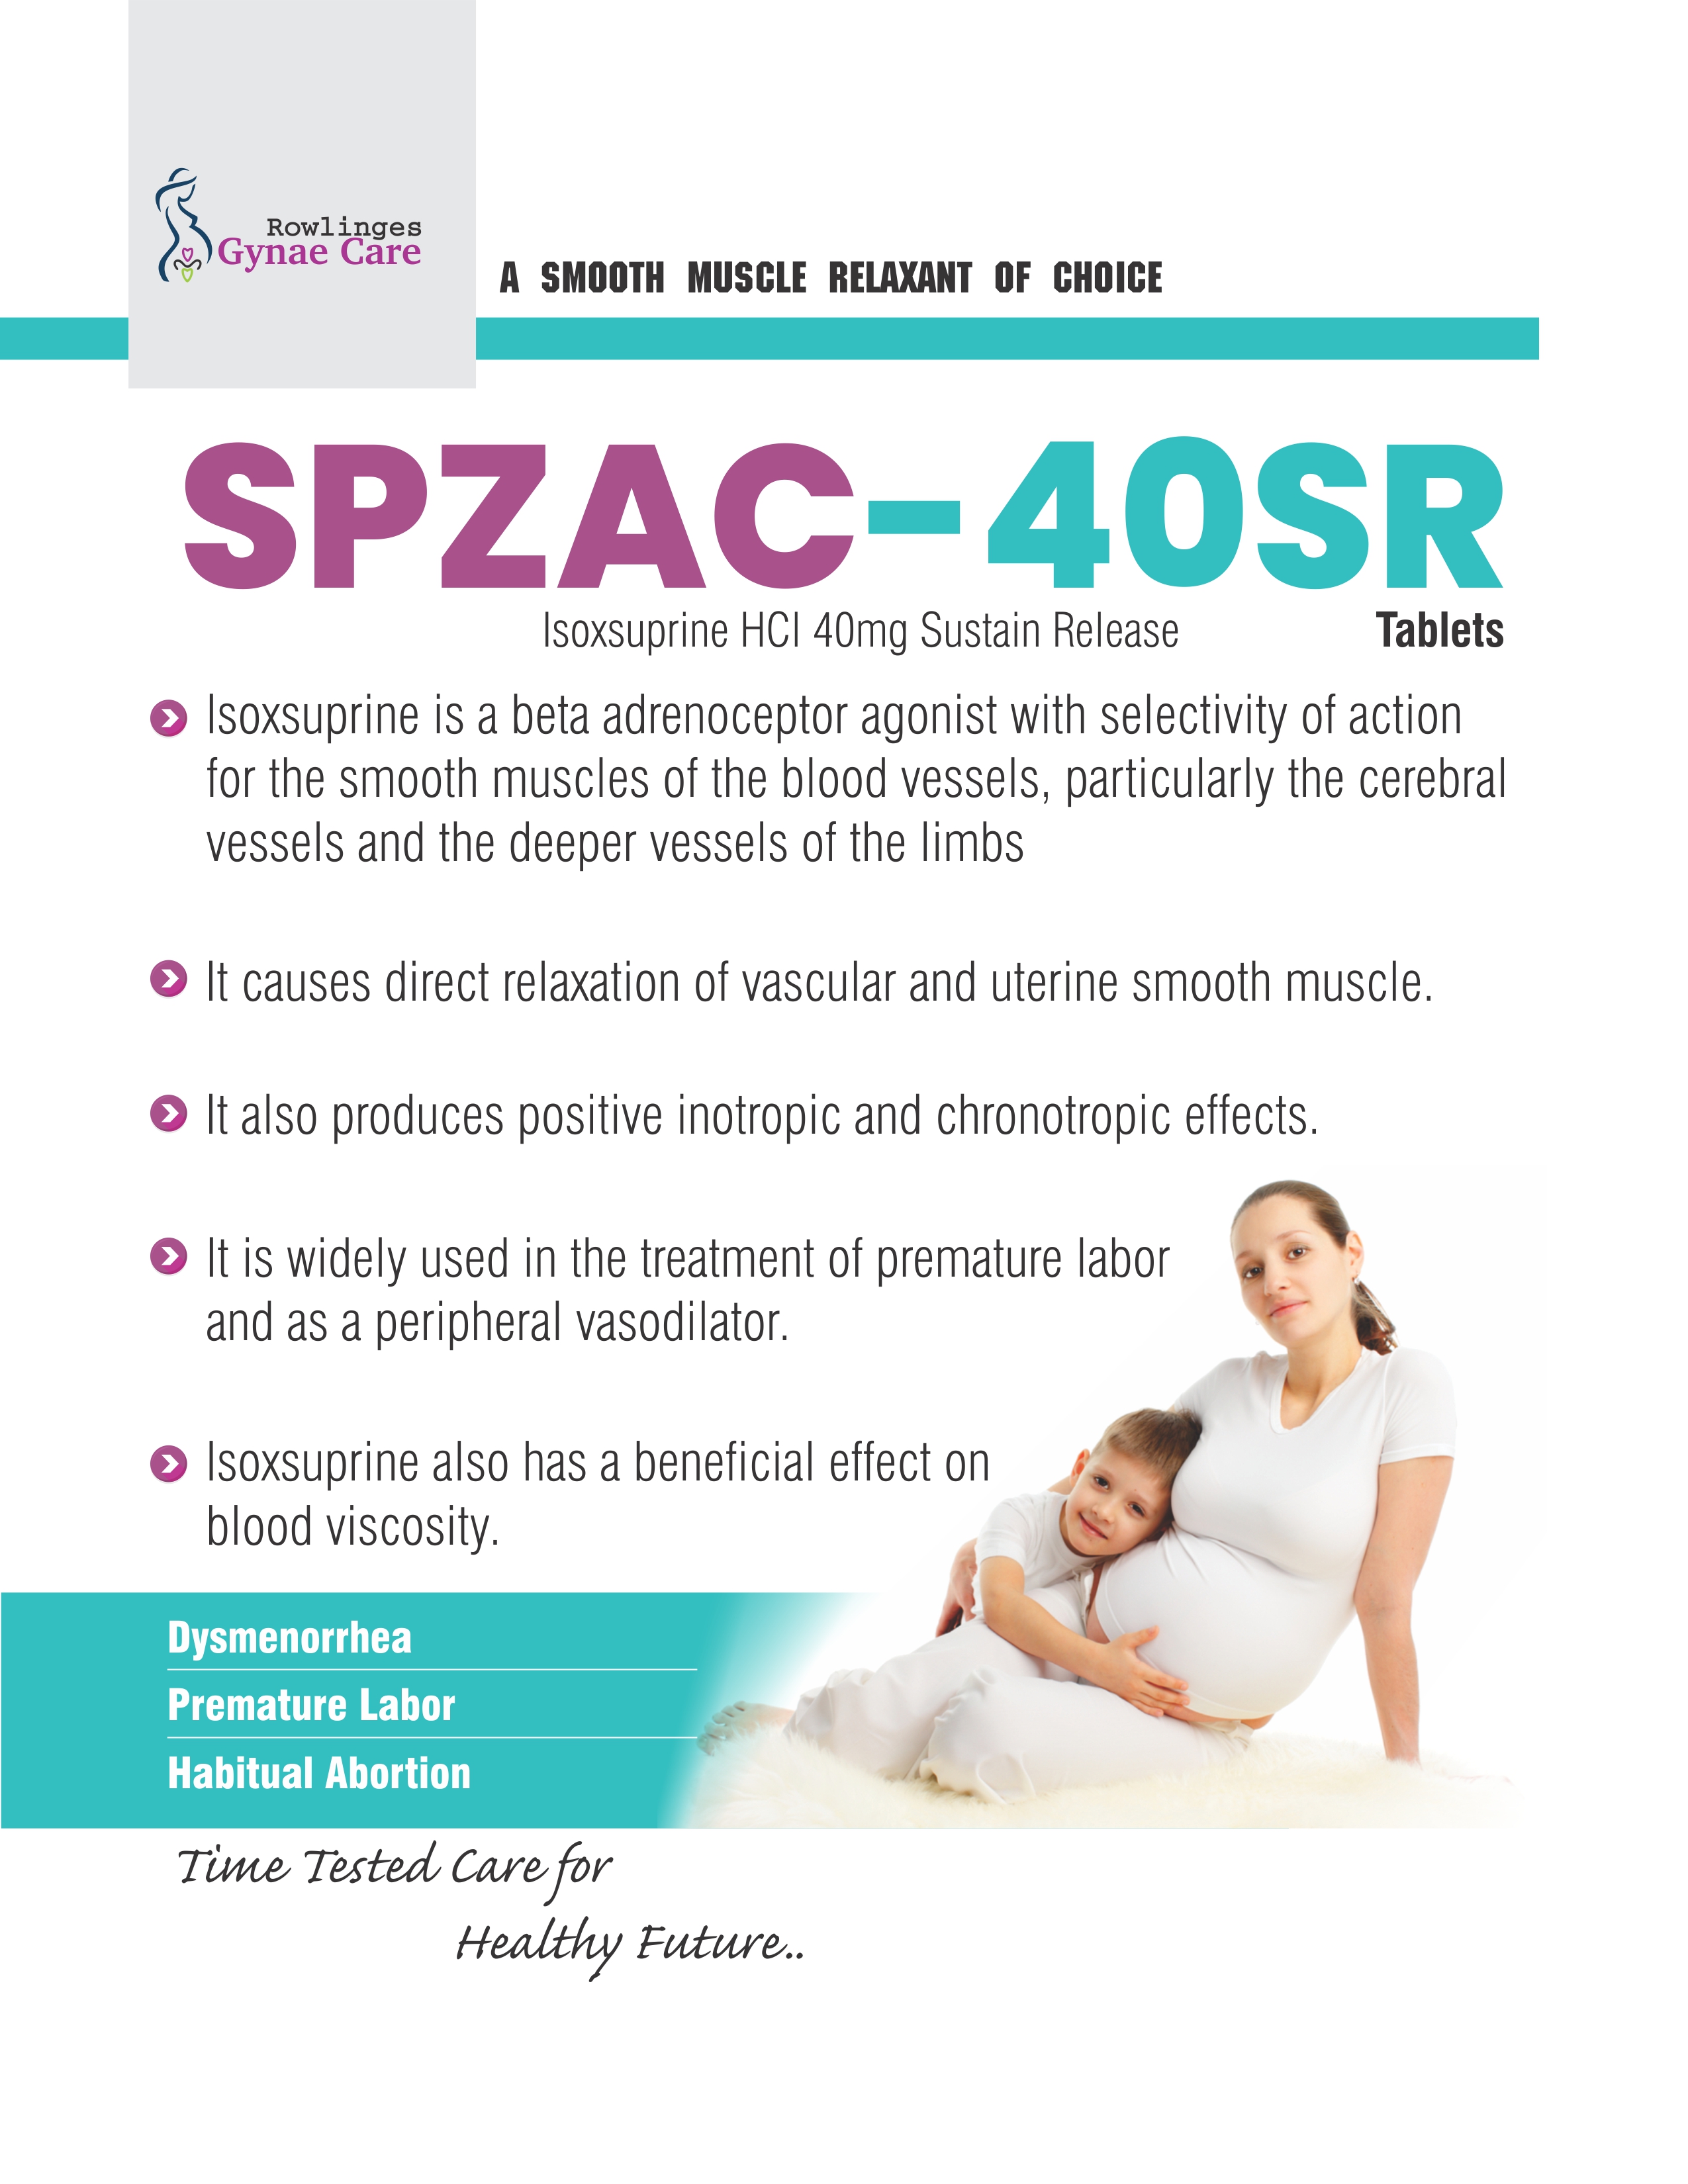 Rowlinges
Gynae Care
A SMOOTH MUSCLE RELAXANT OF CHOICE
SPZAC-40SR
Isoxsuprine HCl 40mg Sustain Release Tablets
Isoxsuprine is a beta adrenoceptor agonist with selectivity of action
for the smooth muscles of the blood vessels, particularly the cerebral
vessels and the deeper vessels of the limbs
It causes direct relaxation of vascular and uterine smooth muscle.
It also produces positive inotropic and chronotropic effects.
It is widely used in the treatment of premature labor
and as a peripheral vasodilator.
Isoxsuprine also has a beneficial effect on
blood viscosity.
Dysmenorrhea
Premature Labor
Habitual Abortion
Time Tested Care for
Healthy Future..